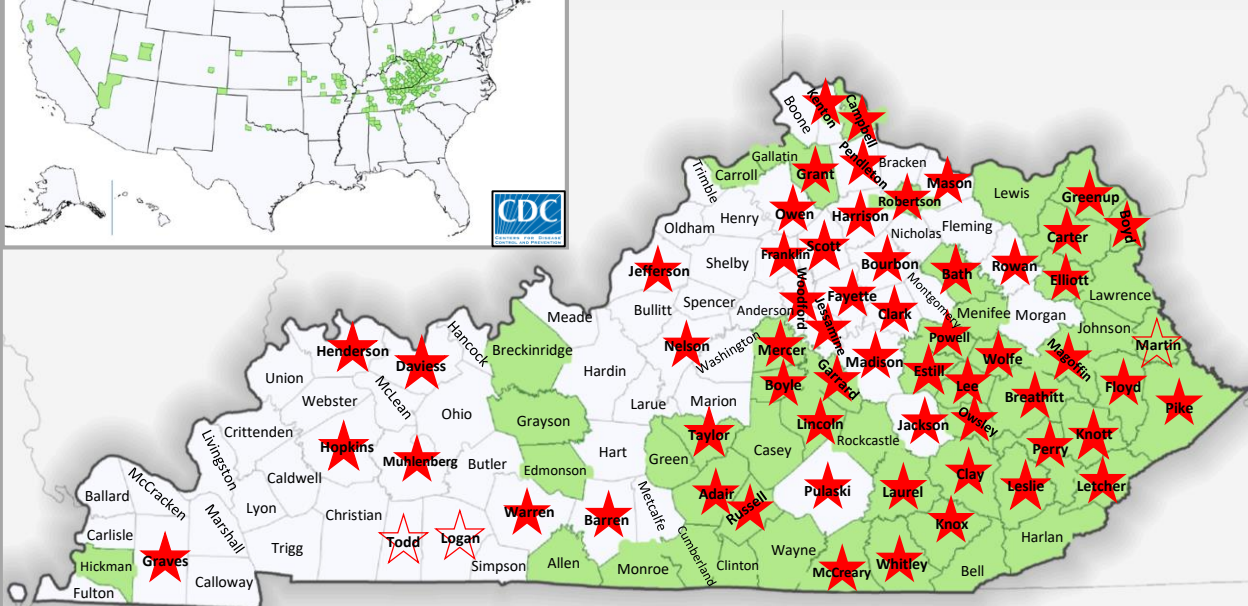 CDC
CENTERS FOR DISEASE
CONTROL AND PREVENTION
Boone
Kenton
Campbell
Gallatin
Carroll
Grant
Pendleton
Bracken
Mason
Trimble
Robertson
Lewis
Greenup
Owen
Harrison
Boyd
Oldham
Henry
Nicholas
Fleming
Carter
Scott
Franklin
Bourbon
Rowan
Bath
Elliott
Jefferson
Shelby
Woodford
Fayette
Montgomery
Lawrence
Meade
Bullitt
Spencer
Anderson
Jessamine
Clark
Menifee
Morgan
Johnson
Hancock
Breckinridge
Nelson
Washington
Mercer
Madison
Powell
Wolfe
Magoffin
Martin
Henderson
Daviess
Union
McLean
Hardin
Boyle
Garrard
Estill
Lee
Breathitt
Floyd
Pike
Webster
Ohio
Larue
Marion
Lincoln
Jackson
Owsley
Knott
Perry
Crittenden
Livingston
Hopkins
Muhlenberg
Butler
Grayson
Edmonson
Hart
Taylor
Green
Casey
Rockcastle
Caldwell
Clay
Leslie
Letcher
Ballard
McCracken
Lyon
Christian
Warren
Barren
Metcalfe
Adair
Russell
Pulaski
Laurel
Knox
Carlisle
Marshall
Graves
Trigg
Todd
Logan
Simpson
Allen
Monroe
Cumberland
Clinton
Wayne
McCreary
Whitley
Bell
Harlan
Hickman
Fulton
Calloway